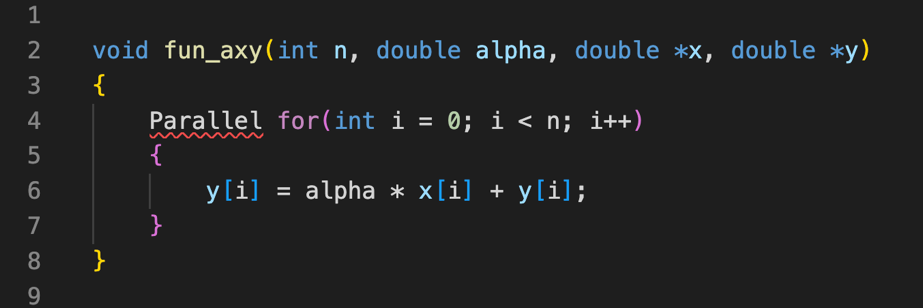 1
2 void fun_axy(int n, double alpha, double *x, double *y)
3 {
4 Parallel for(int i = 0; i < n; i++)
5 {
6 y[i] = alpha * x[i] + y[i];
7 }
8 }
9